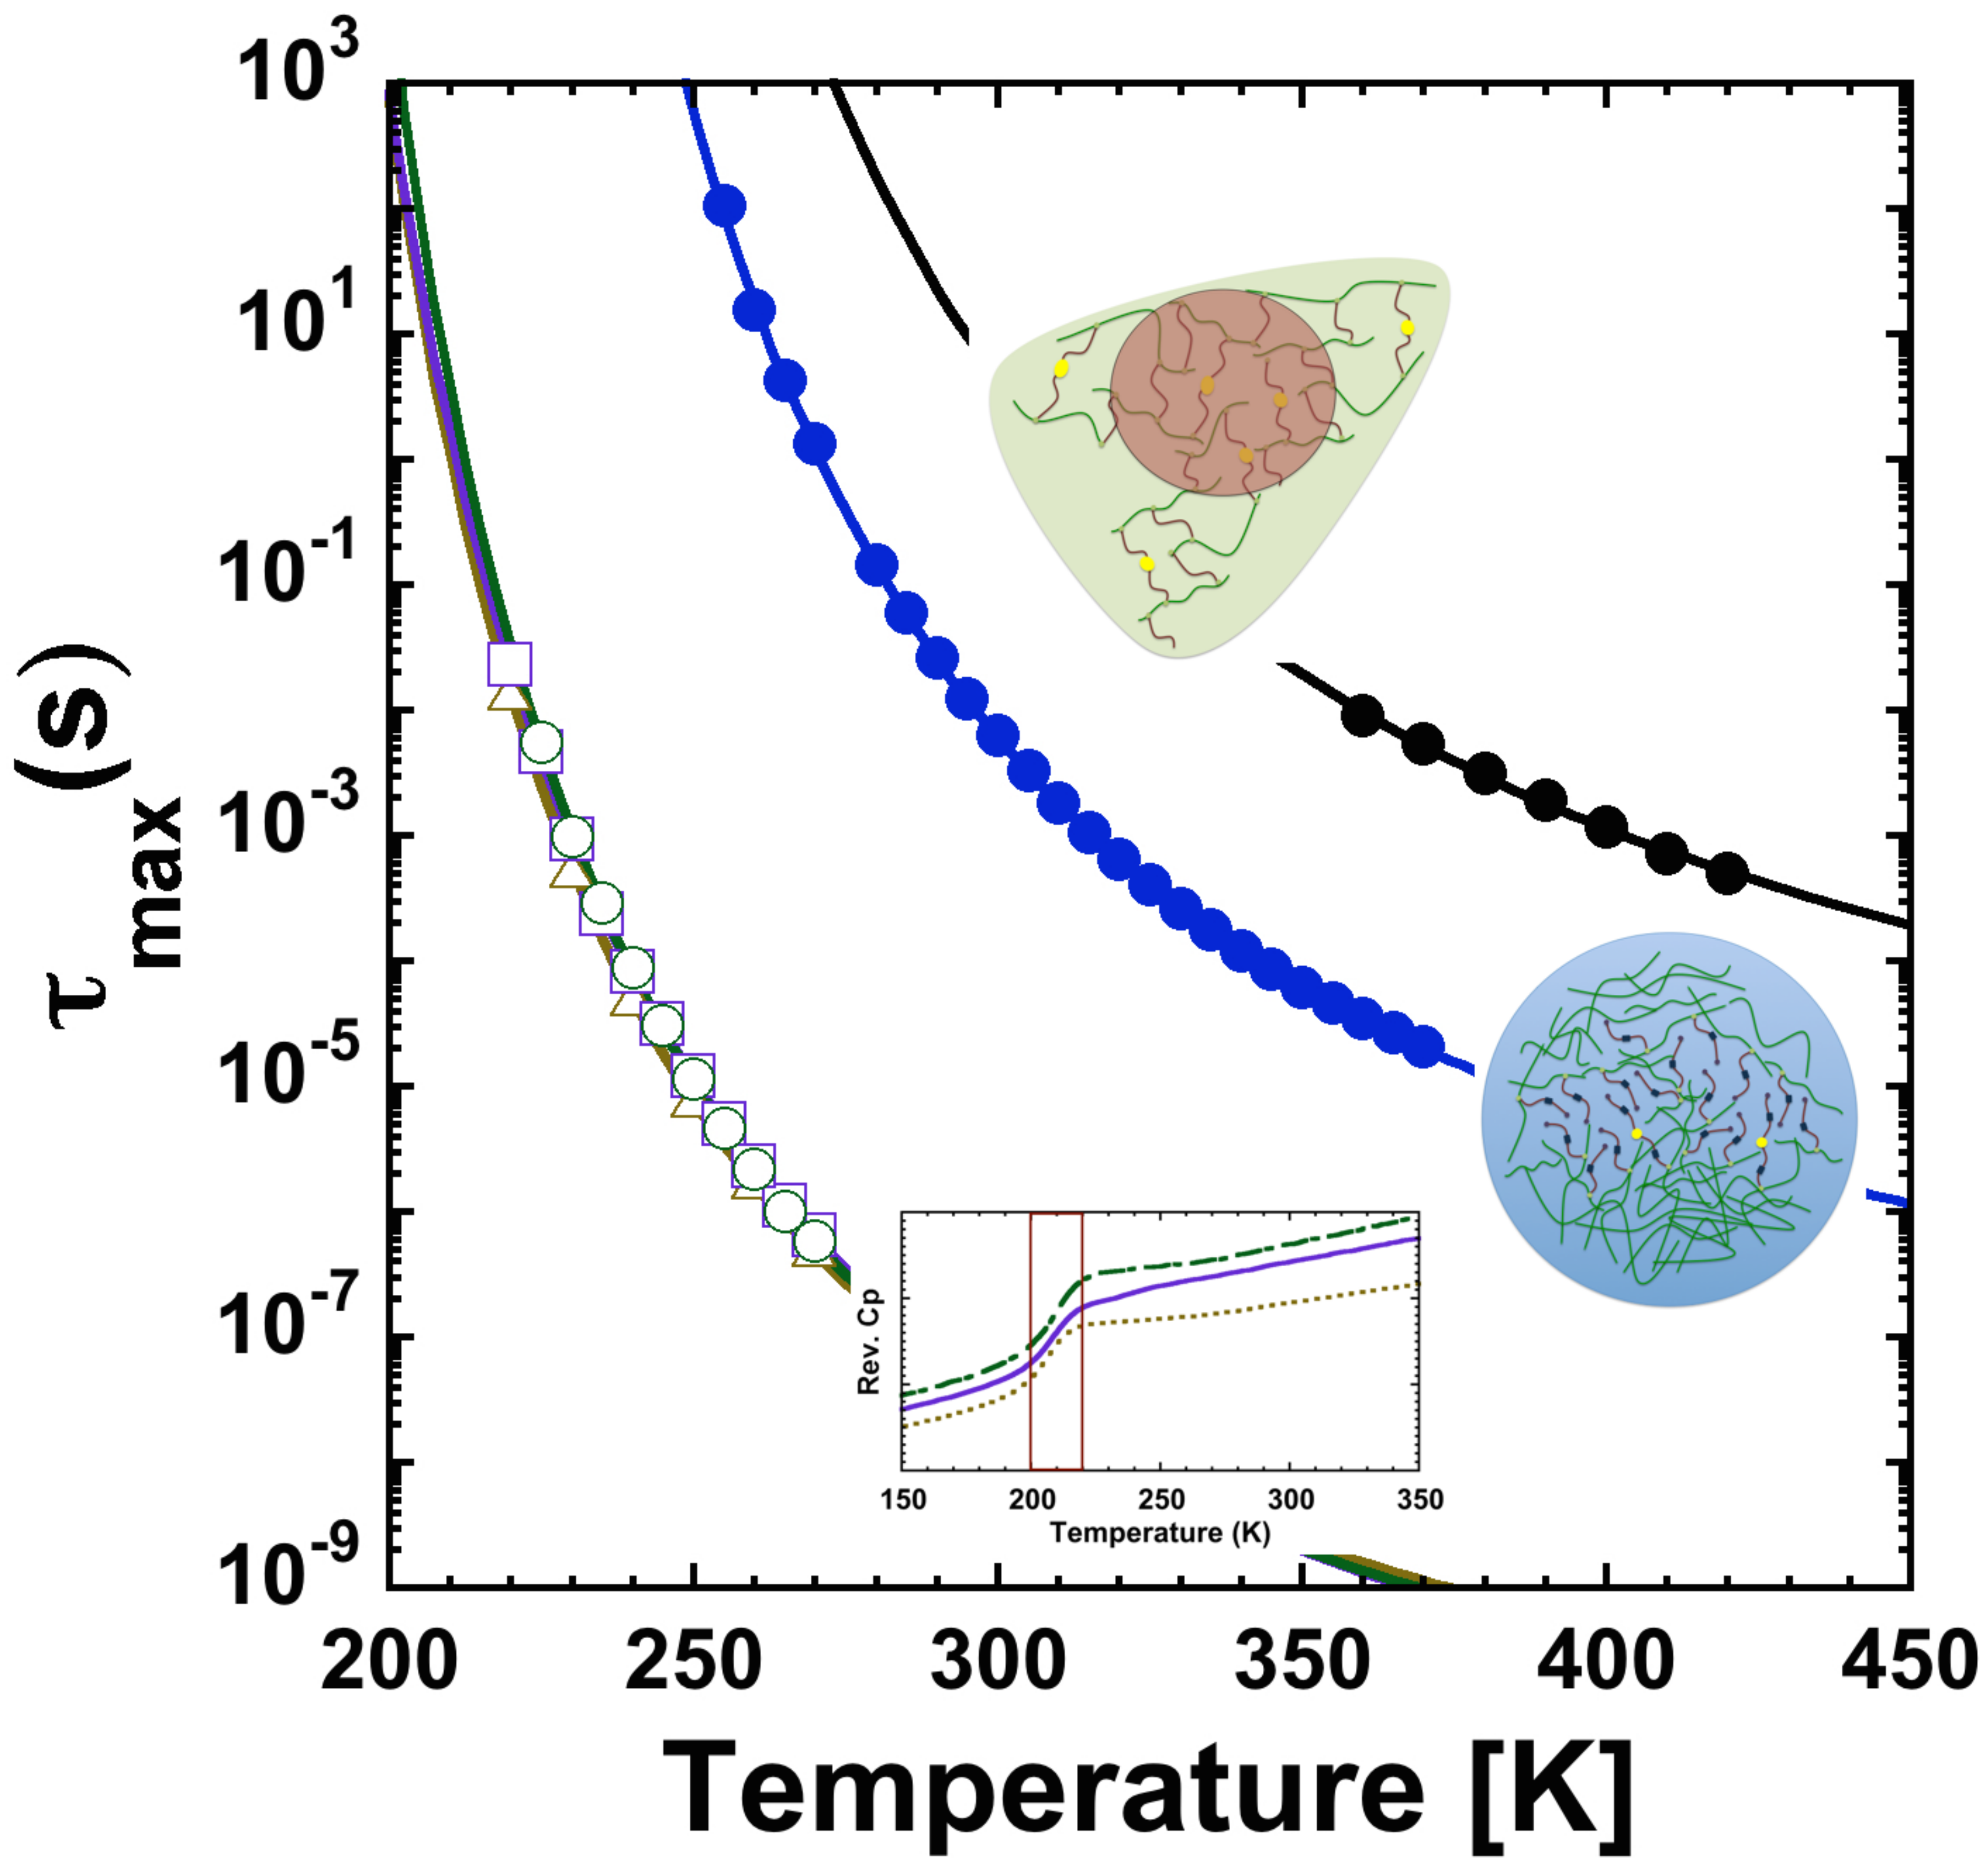 10^3
10^1
10^-1
10^-3
10^-5
10^-7
10^-9
τ_max (s)
Rev. Cp
150 200 250 300 350
Temperature (K)
200 250 300 350 400 450
Temperature [K]